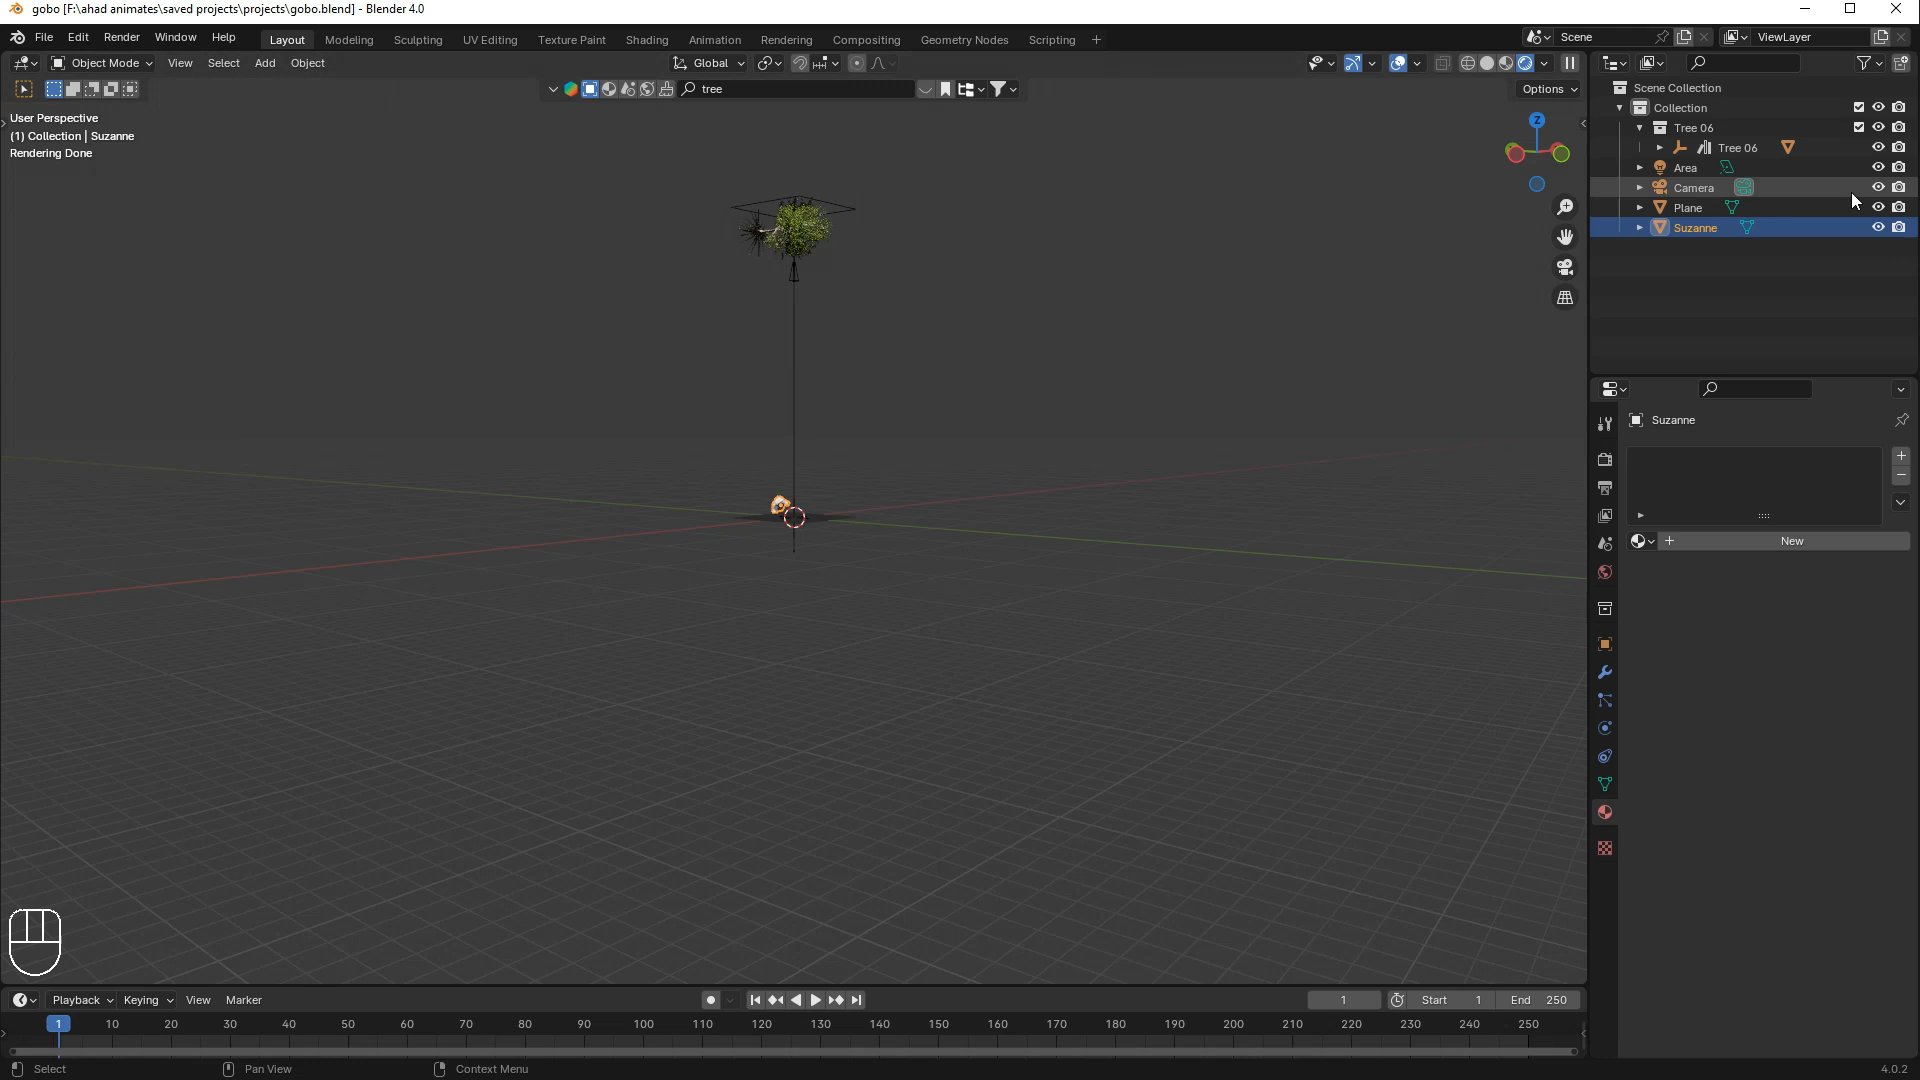 gobo [F:\ahad animates\saved projects\projects\gobo.blend] - Blender 4.0
File Edit Render Window Help Layout Modeling Sculpting UV Editing Texture Paint Shading Animation Rendering Compositing Geometry Nodes Scripting + Scene ViewLayer
Object Mode View Select Add Object Global
tree Options
User Perspective
(1) Collection | Suzanne
Rendering Done
Z
Scene Collection
Collection
Tree 06
Tree 06
Area
Camera
Plane
Suzanne
Suzanne
New
Playback Keying View Marker 1 Start 1 End 250
1 10 20 30 40 50 60 70 80 90 100 110 120 130 140 150 160 170 180 190 200 210 220 230 240 250
Select Pan View Context Menu 4.0.2